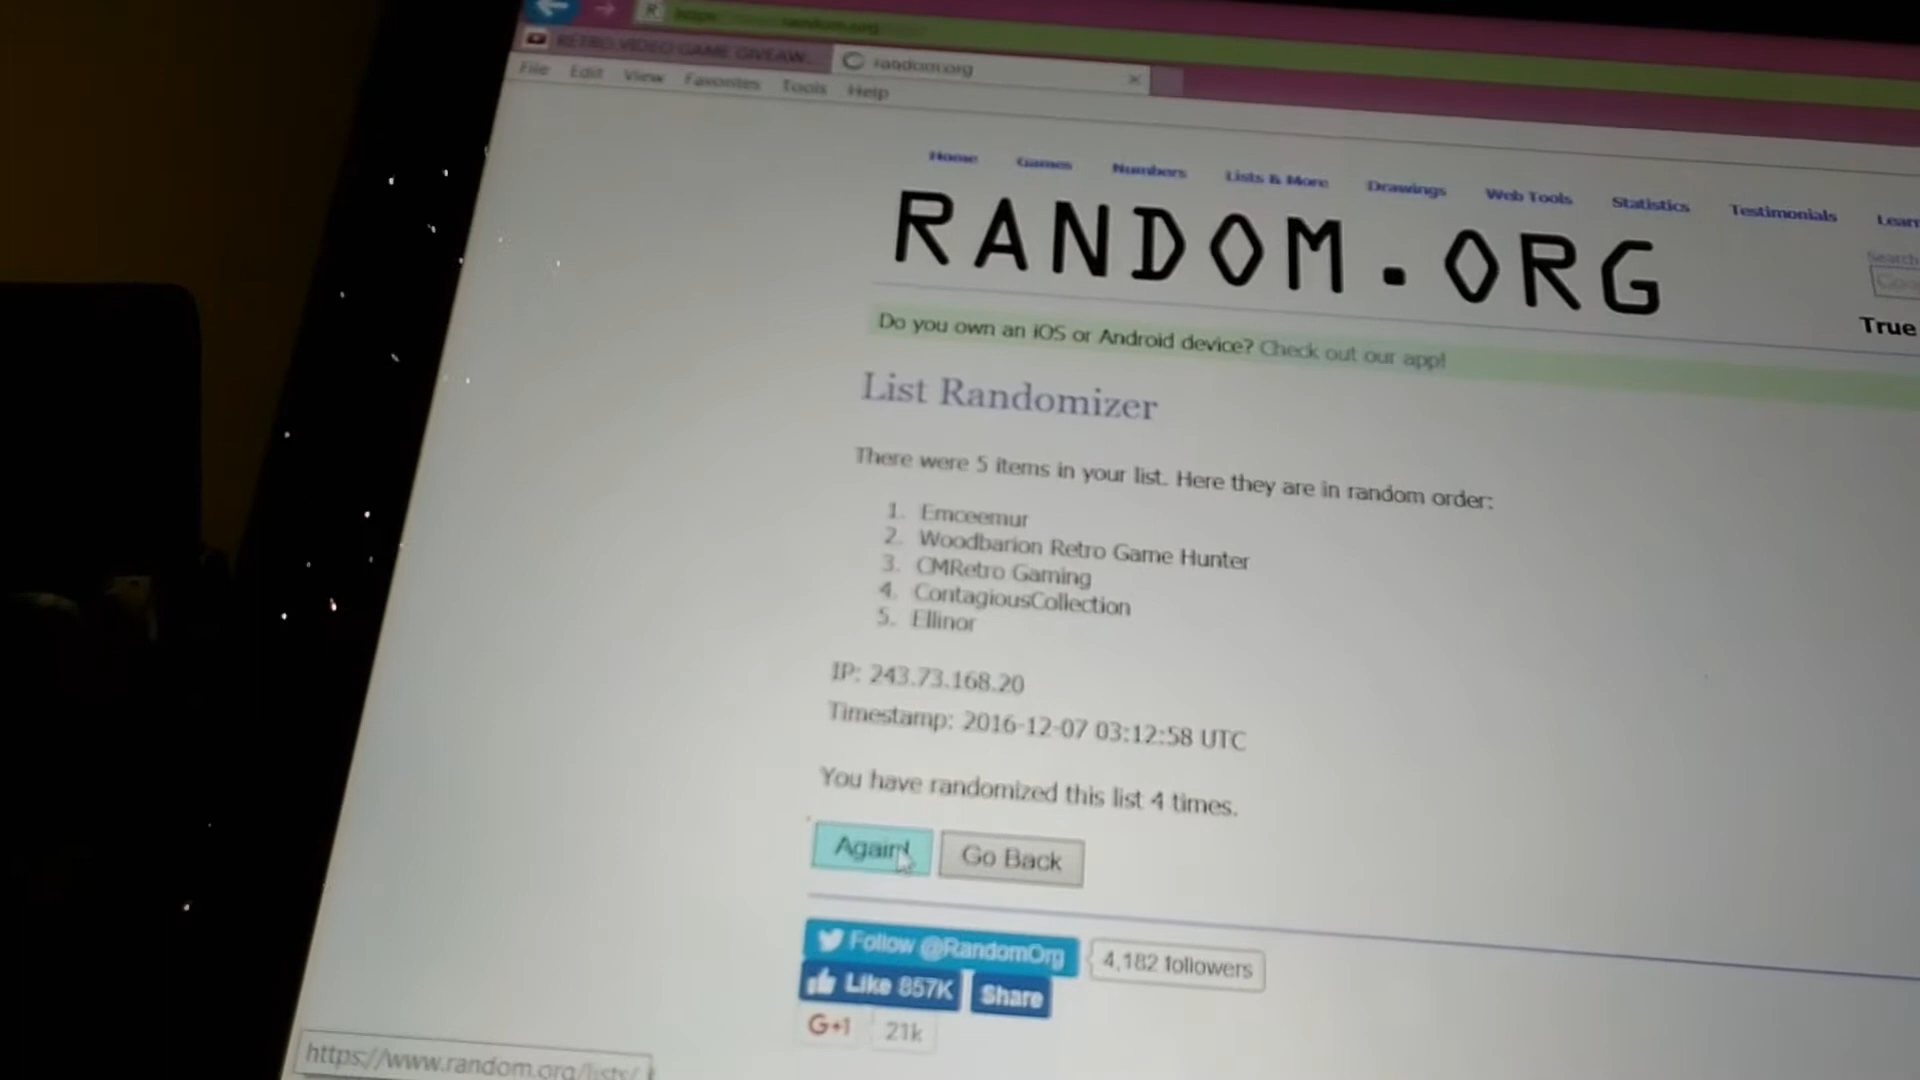 RETRO VIDEO GAME GIVEAW...
random.org
File Edit View Favorites Tools Help
Home Games Numbers Lists & More Drawings Web Tools Statistics Testimonials Learn
RANDOM.ORG
Search
True
Do you own an iOS or Android device? Check out our app!
List Randomizer
There were 5 items in your list. Here they are in random order:
1. Emceemur
2. Woodbarion Retro Game Hunter
3. CMRetro Gaming
4. ContagiousCollection
5. Ellinor
IP: 243.73.168.20
Timestamp: 2016-12-07 03:12:58 UTC
You have randomized this list 4 times.
Again! Go Back
Follow @RandomOrg 4,182 followers
Like 857K Share
G+1 21k
https://www.random.org/lists/